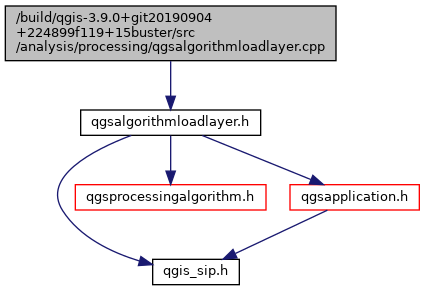 /build/qgis-3.9.0+git20190904
+224899f119+15buster/src
/analysis/processing/qgsalgorithmloadlayer.cpp
qgsalgorithmloadlayer.h
qgsprocessingalgorithm.h
qgsapplication.h
qgis_sip.h